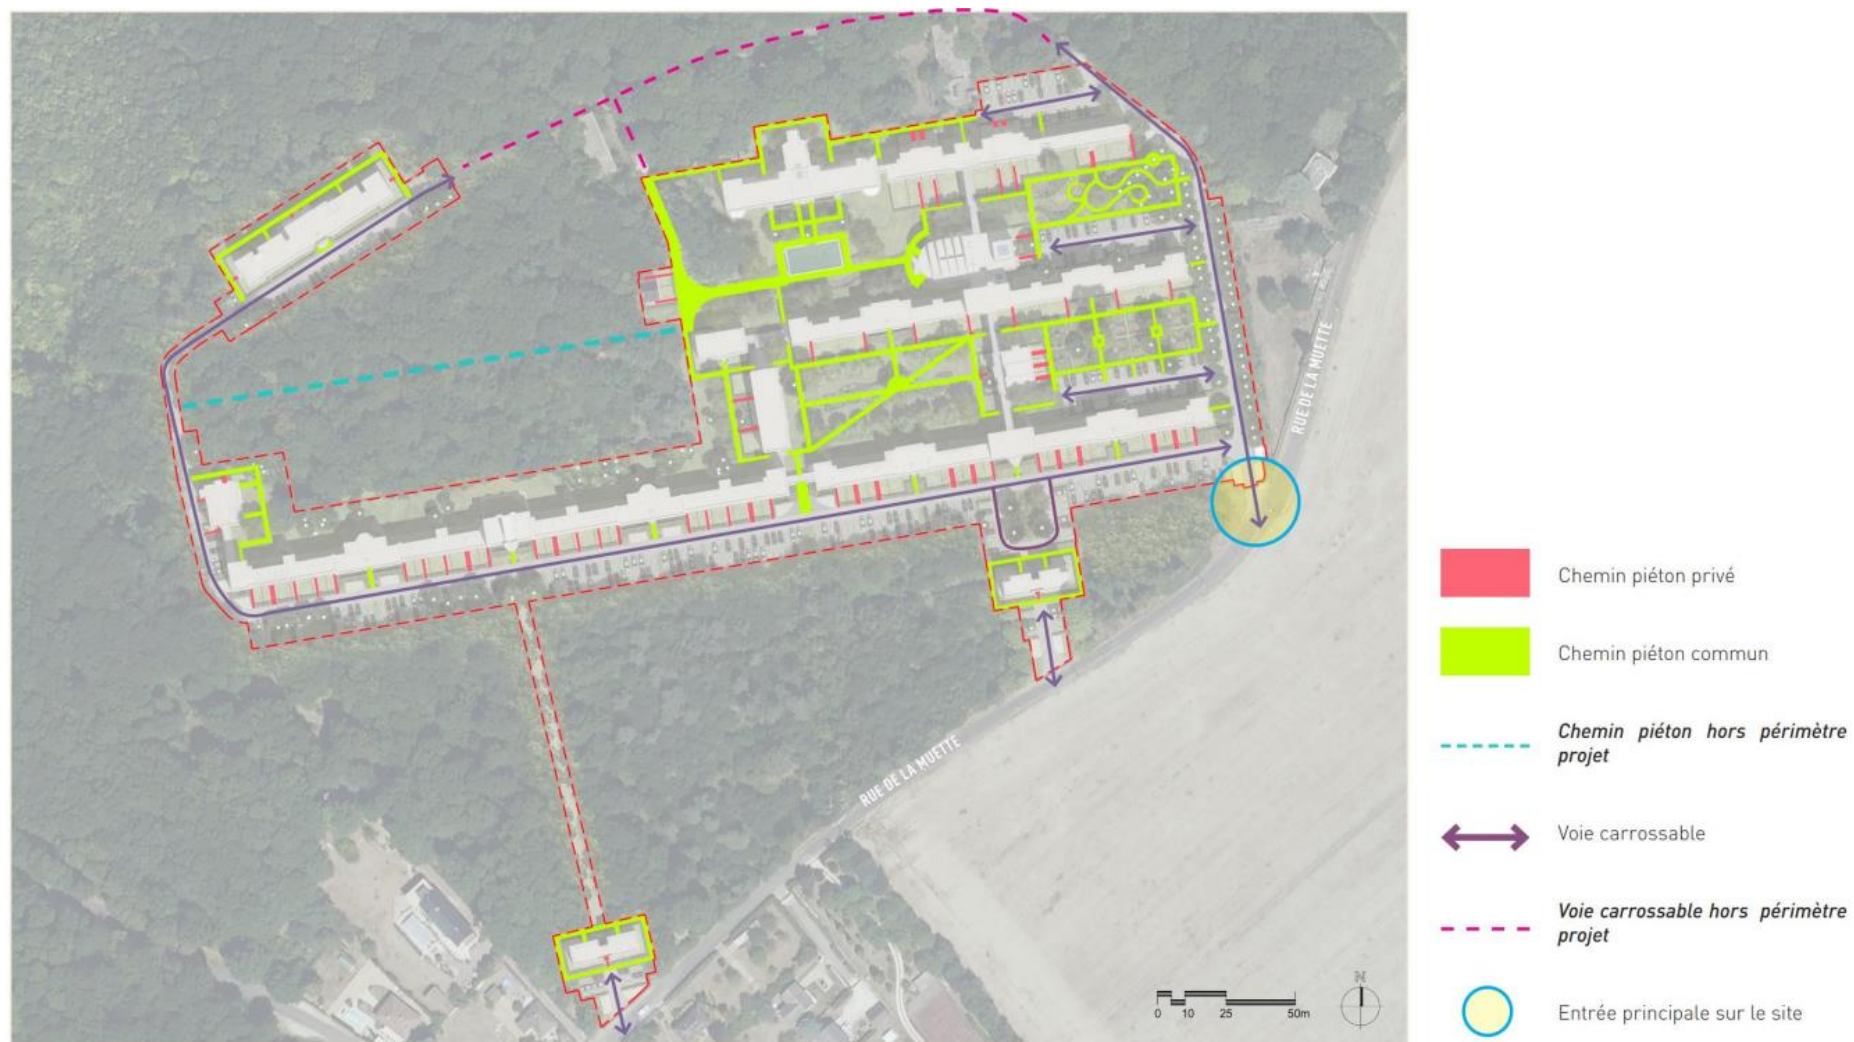 RUE DE LA MUETTE
RUE DE LA MUETTE
N
0 10 25 50m
Chemin piéton privé
Chemin piéton commun
Chemin piéton hors périmètre
projet
Voie carrossable
Voie carrossable hors périmètre
projet
Entrée principale sur le site